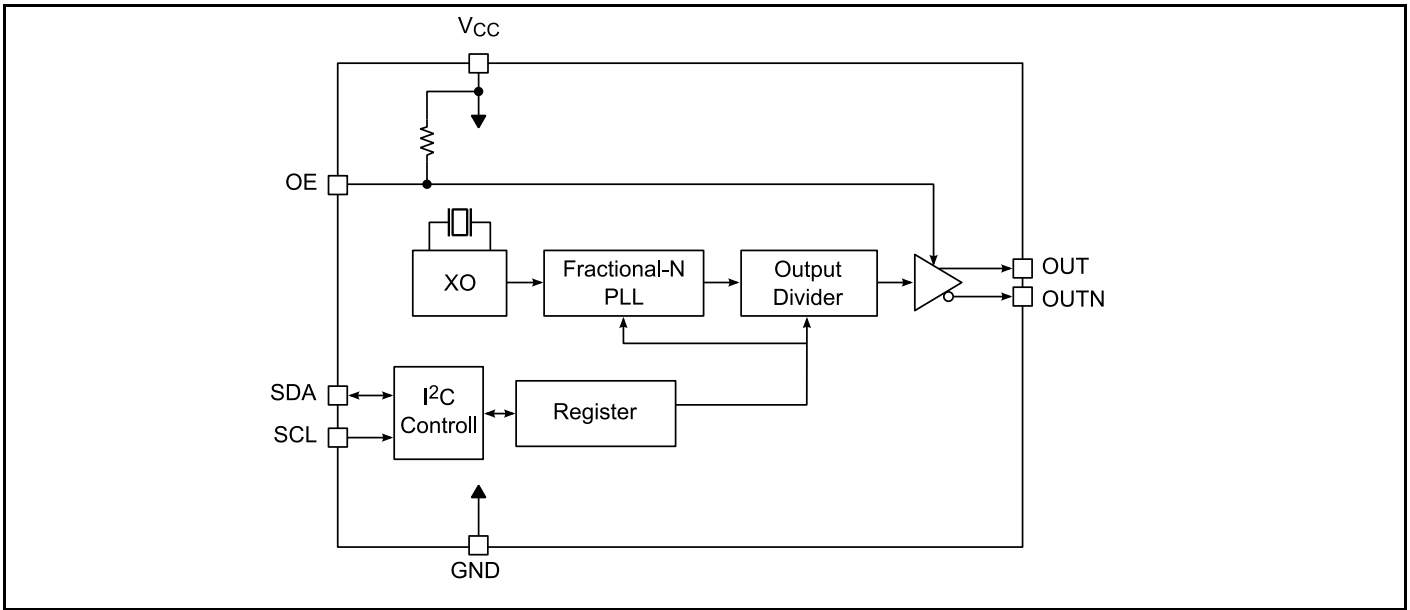 VCC
OE
XO
Fractional-N
PLL
Output
Divider
OUT
OUTN
SDA
SCL
I²C
Controll
Register
GND